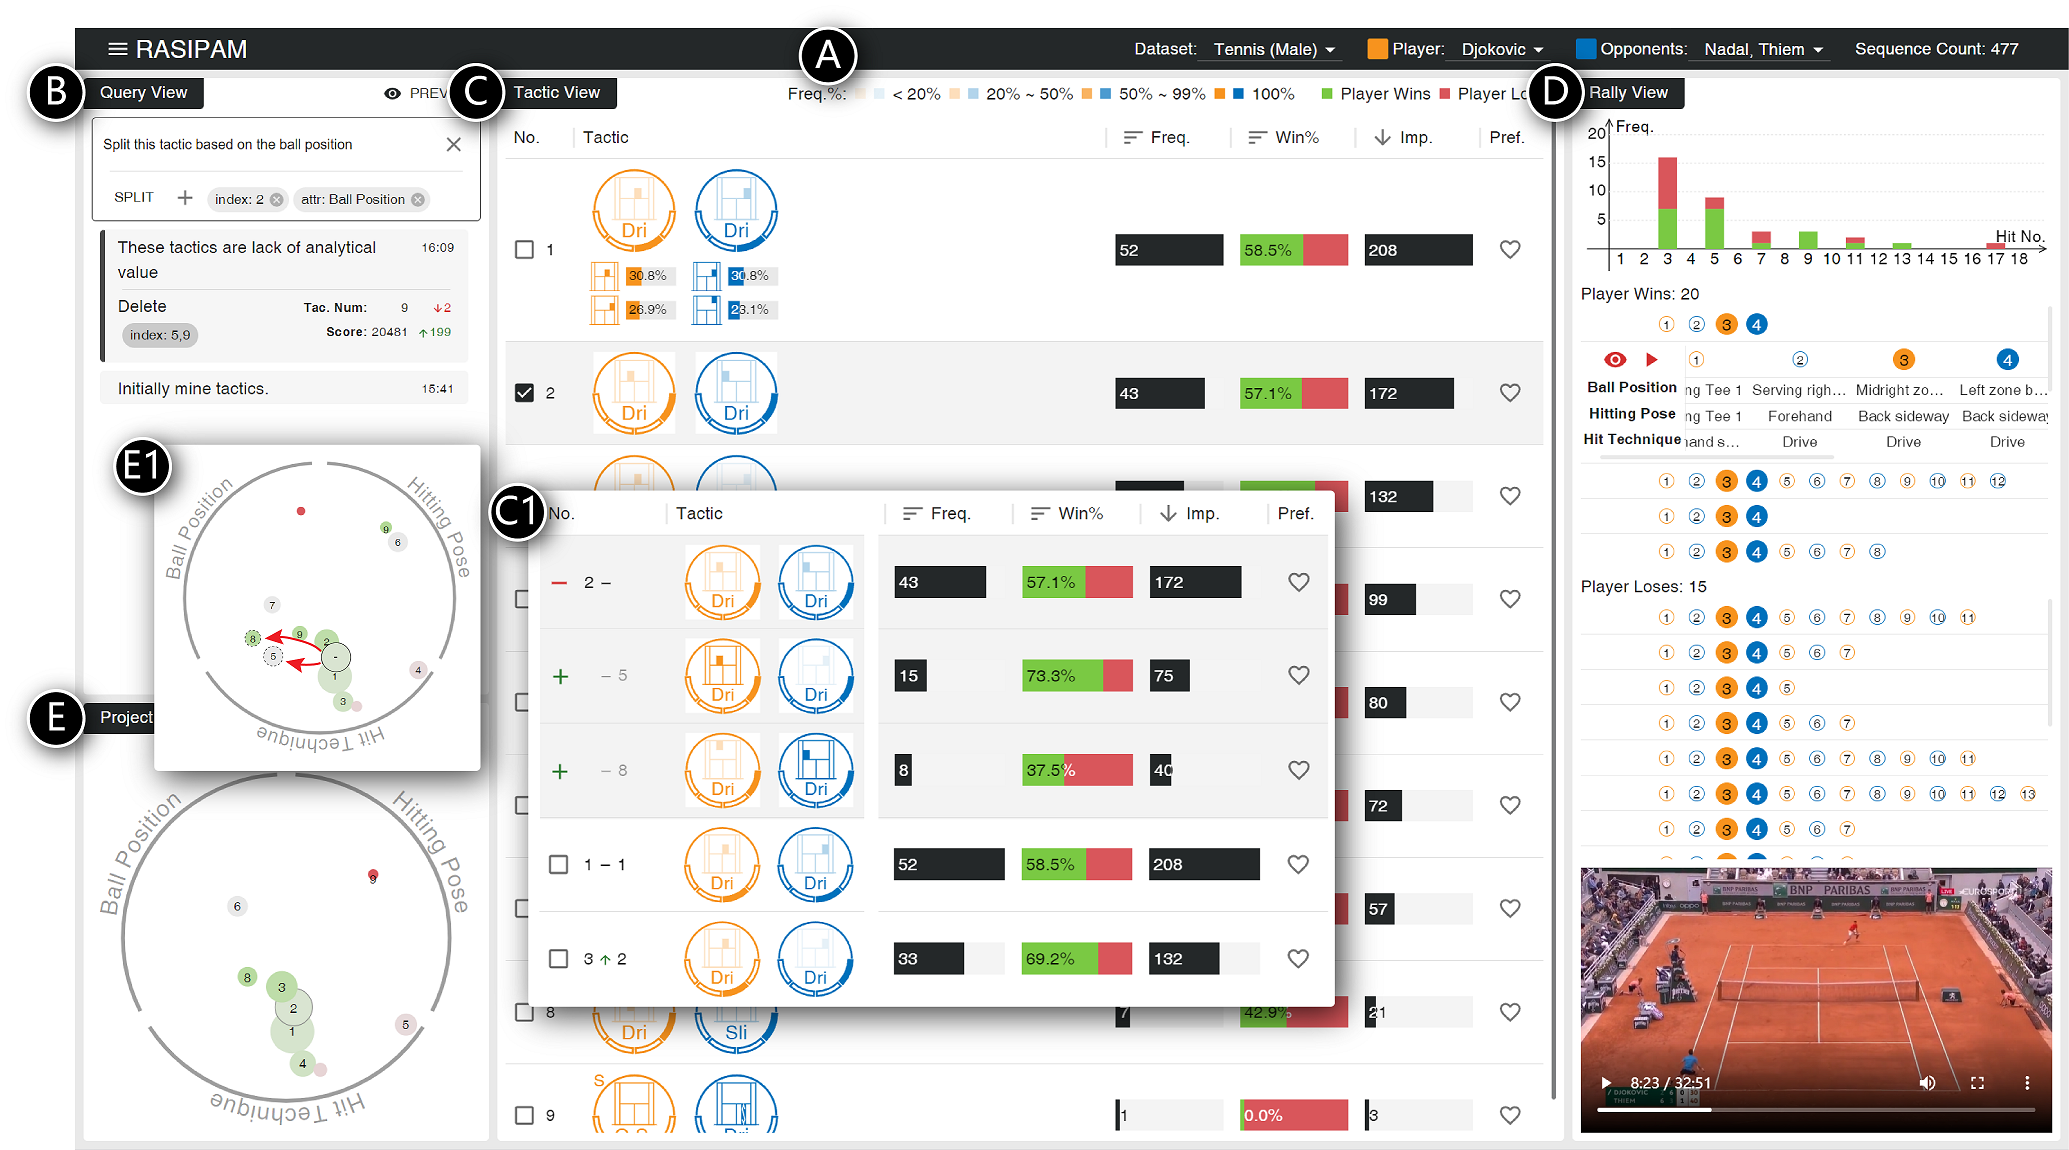 RASIPAM
A
Dataset: Tennis (Male)
Player: Djokovic
Opponents: Nadal, Thiem
Sequence Count: 477
B
Query View
PREV
Split this tactic based on the ball position
SPLIT + index: 2 attr: Ball Position
These tactics are lack of analytical
value
16:09
Delete
Tac. Num: 9 ↓2
index: 5,9
Score: 20481 ↑199
Initially mine tactics.
15:41
E1
Ball Position
Hitting Pose
Hit Technique
9
6
7
8
9
2
5
-
1
4
3
E
Project
Ball Position
Hitting Pose
Hit Technique
9
6
8
3
2
1
5
4
C
Tactic View
Freq.%: < 20% 20% ~ 50% 50% ~ 99% 100% Player Wins Player Lo
No. Tactic Freq. Win% Imp. Pref.
1 Dri Dri 52 58.5% 208
30.8% 30.8%
26.9% 23.1%
2 Dri Dri 43 57.1% 172
132
99
80
72
57
8 Dri Sli 7 42.9% 21
S
9 1 0.0% 3
C1
No. Tactic Freq. Win% Imp. Pref.
− 2 – Dri Dri 43 57.1% 172
+ – 5 Dri Dri 15 73.3% 75
+ – 8 Dri Dri 8 37.5% 40
1 – 1 Dri Dri 52 58.5% 208
3 ↑ 2 Dri Dri 33 69.2% 132
D
Rally View
Freq.
20
15
10
5
Hit No.
1 2 3 4 5 6 7 8 9 10 11 12 13 14 15 16 17 18
Player Wins: 20
1 2 3 4
1 2 3 4
Ball Position ng Tee 1 Serving righ... Midright zo... Left zone b...
Hitting Pose ng Tee 1 Forehand Back sideway Back sideway
Hit Technique hand s... Drive Drive Drive
1 2 3 4 5 6 7 8 9 10 11 12
1 2 3 4
1 2 3 4 5 6 7 8
Player Loses: 15
1 2 3 4 5 6 7 8 9 10 11
1 2 3 4 5 6 7
1 2 3 4 5
1 2 3 4 5 6 7
1 2 3 4 5 6 7 8 9 10 11
1 2 3 4 5 6 7 8 9 10 11 12 13
1 2 3 4 5 6 7
BNP PARIBAS
BNP PARIBAS
BNP PARIBAS
LIVE EUROSPORT
oppo
8:23 / 32:51
DJOKOVIC
THIEM